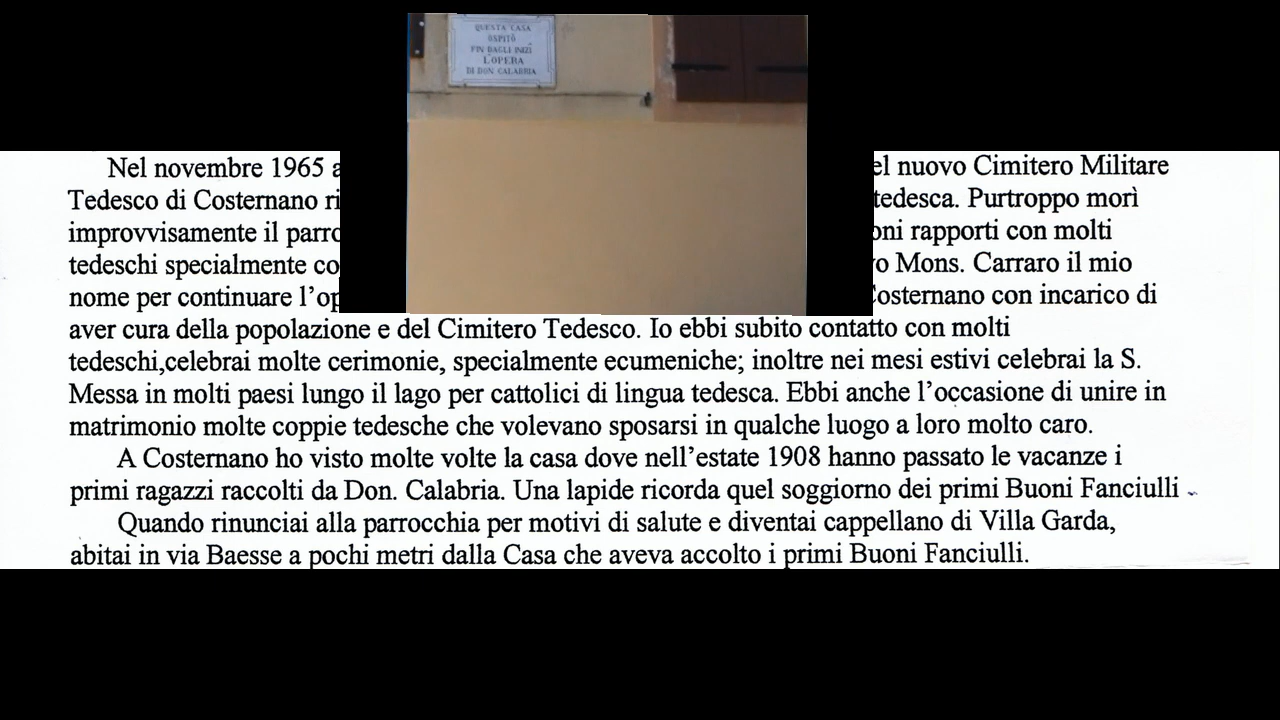 QUESTA CASA
OSPITÒ
FIN DAGLI INIZÎ
L'OPERA
DI DON CALABRIA
Nel novembre 1965 el nuovo Cimitero Militare
Tedesco di Costernano tedesca. Purtroppo morì
improvvisamente il rapporti con molti
tedeschi specialmente Mons. Carraro il mio
nome per continuare Costernano con incarico di
aver cura della popolazione e del Cimitero Tedesco. Io ebbi subito contatto con molti
tedeschi,celebrai molte cerimonie, specialmente ecumeniche; inoltre nei mesi estivi celebrai la S.
Messa in molti paesi lungo il lago per cattolici di lingua tedesca. Ebbi anche l'occasione di unire in
matrimonio molte coppie tedesche che volevano sposarsi in qualche luogo a loro molto caro.
A Costernano ho visto molte volte la casa dove nell'estate 1908 hanno passato le vacanze i
primi ragazzi raccolti da Don. Calabria. Una lapide ricorda quel soggiorno dei primi Buoni Fanciulli
Quando rinunciai alla parrocchia per motivi di salute e diventai cappellano di Villa Garda,
abitai in via Baesse a pochi metri dalla Casa che aveva accolto i primi Buoni Fanciulli.